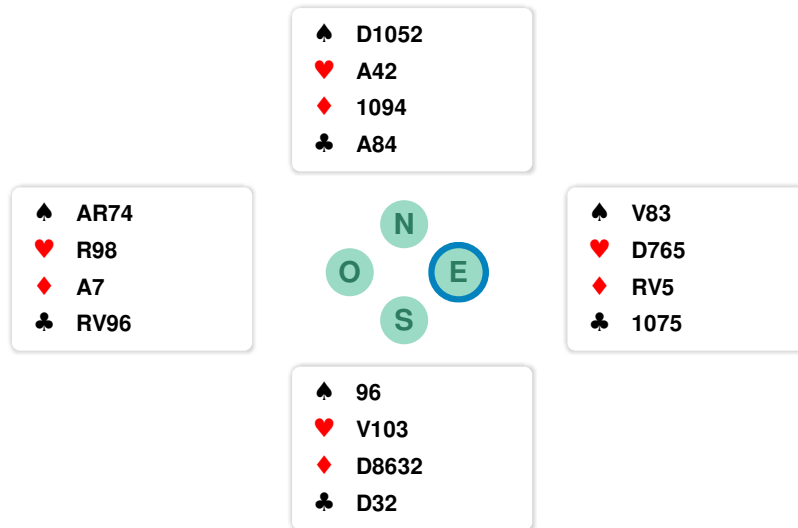 ♠ D1052
♥ A42
♦ 1094
♣ A84
♠ AR74
♥ R98
♦ A7
♣ RV96
N
O E
S
♠ V83
♥ D765
♦ RV5
♣ 1075
♠ 96
♥ V103
♦ D8632
♣ D32